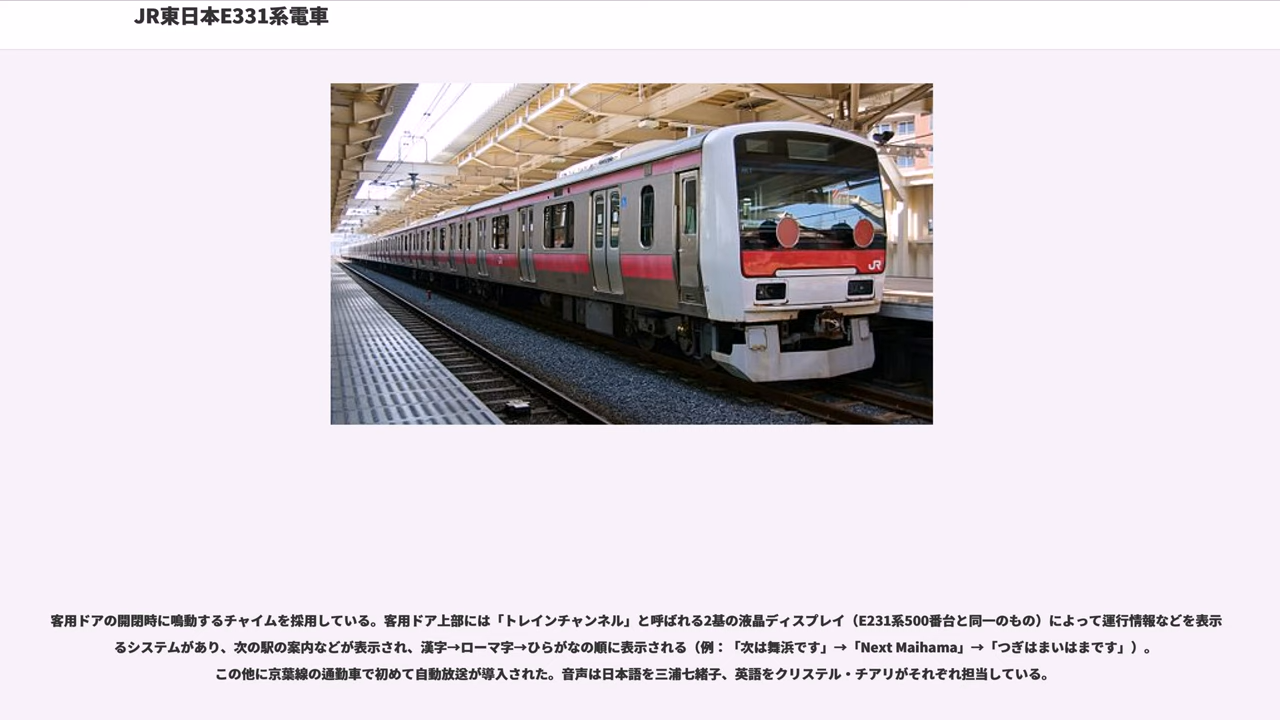 JR東日本E331系電車
JR
JR
客用ドアの開閉時に鳴動するチャイムを採用している。客用ドア上部には「トレインチャンネル」と呼ばれる2基の液晶ディスプレイ（E231系500番台と同一のもの）によって運行情報などを表示
るシステムがあり、次の駅の案内などが表示され、漢字→ローマ字→ひらがなの順に表示される（例：「次は舞浜です」→「Next Maihama」→「つぎはまいはまです」）。
この他に京葉線の通勤車で初めて自動放送が導入された。音声は日本語を三浦七緒子、英語をクリステル・チアリがそれぞれ担当している。